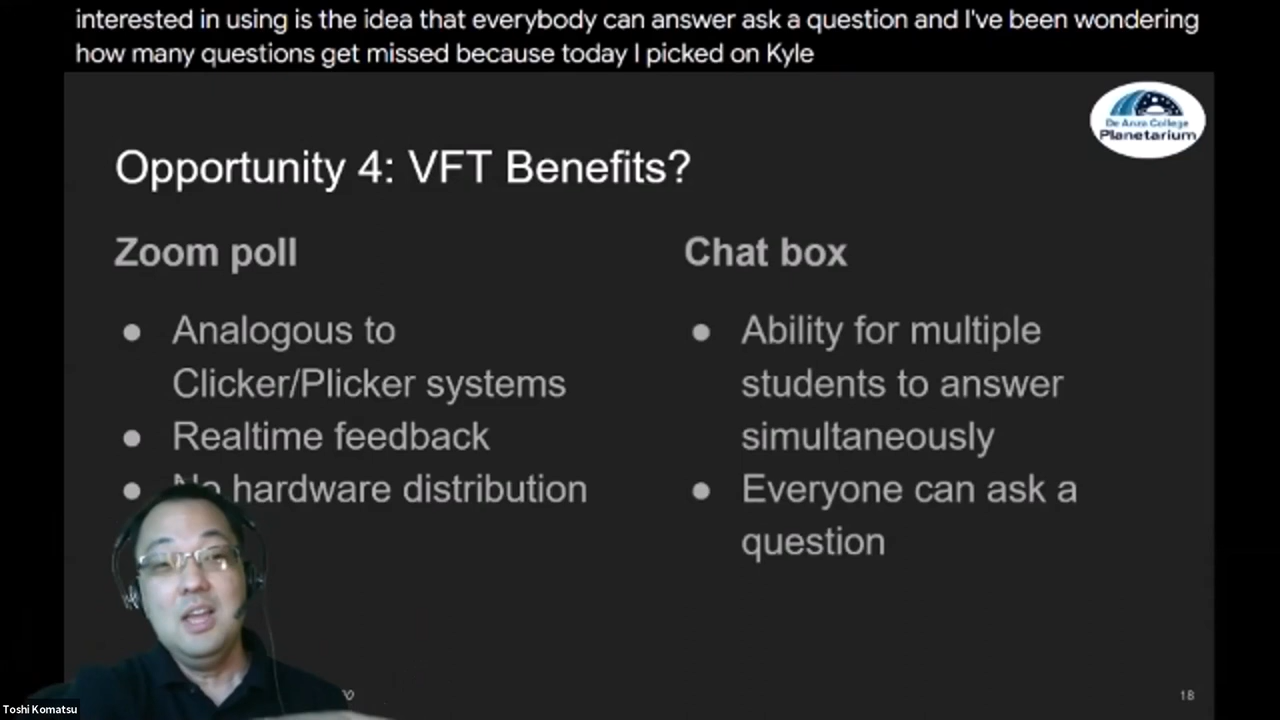 interested in using is the idea that everybody can answer ask a question and I've been wondering
how many questions get missed because today I picked on Kyle
De Anza College
Planetarium
Opportunity 4: VFT Benefits?
Zoom poll
● Analogous to
Clicker/Plicker systems
● Realtime feedback
● No hardware distribution
Chat box
● Ability for multiple
students to answer
simultaneously
● Everyone can ask a
question
18
Toshi Komatsu